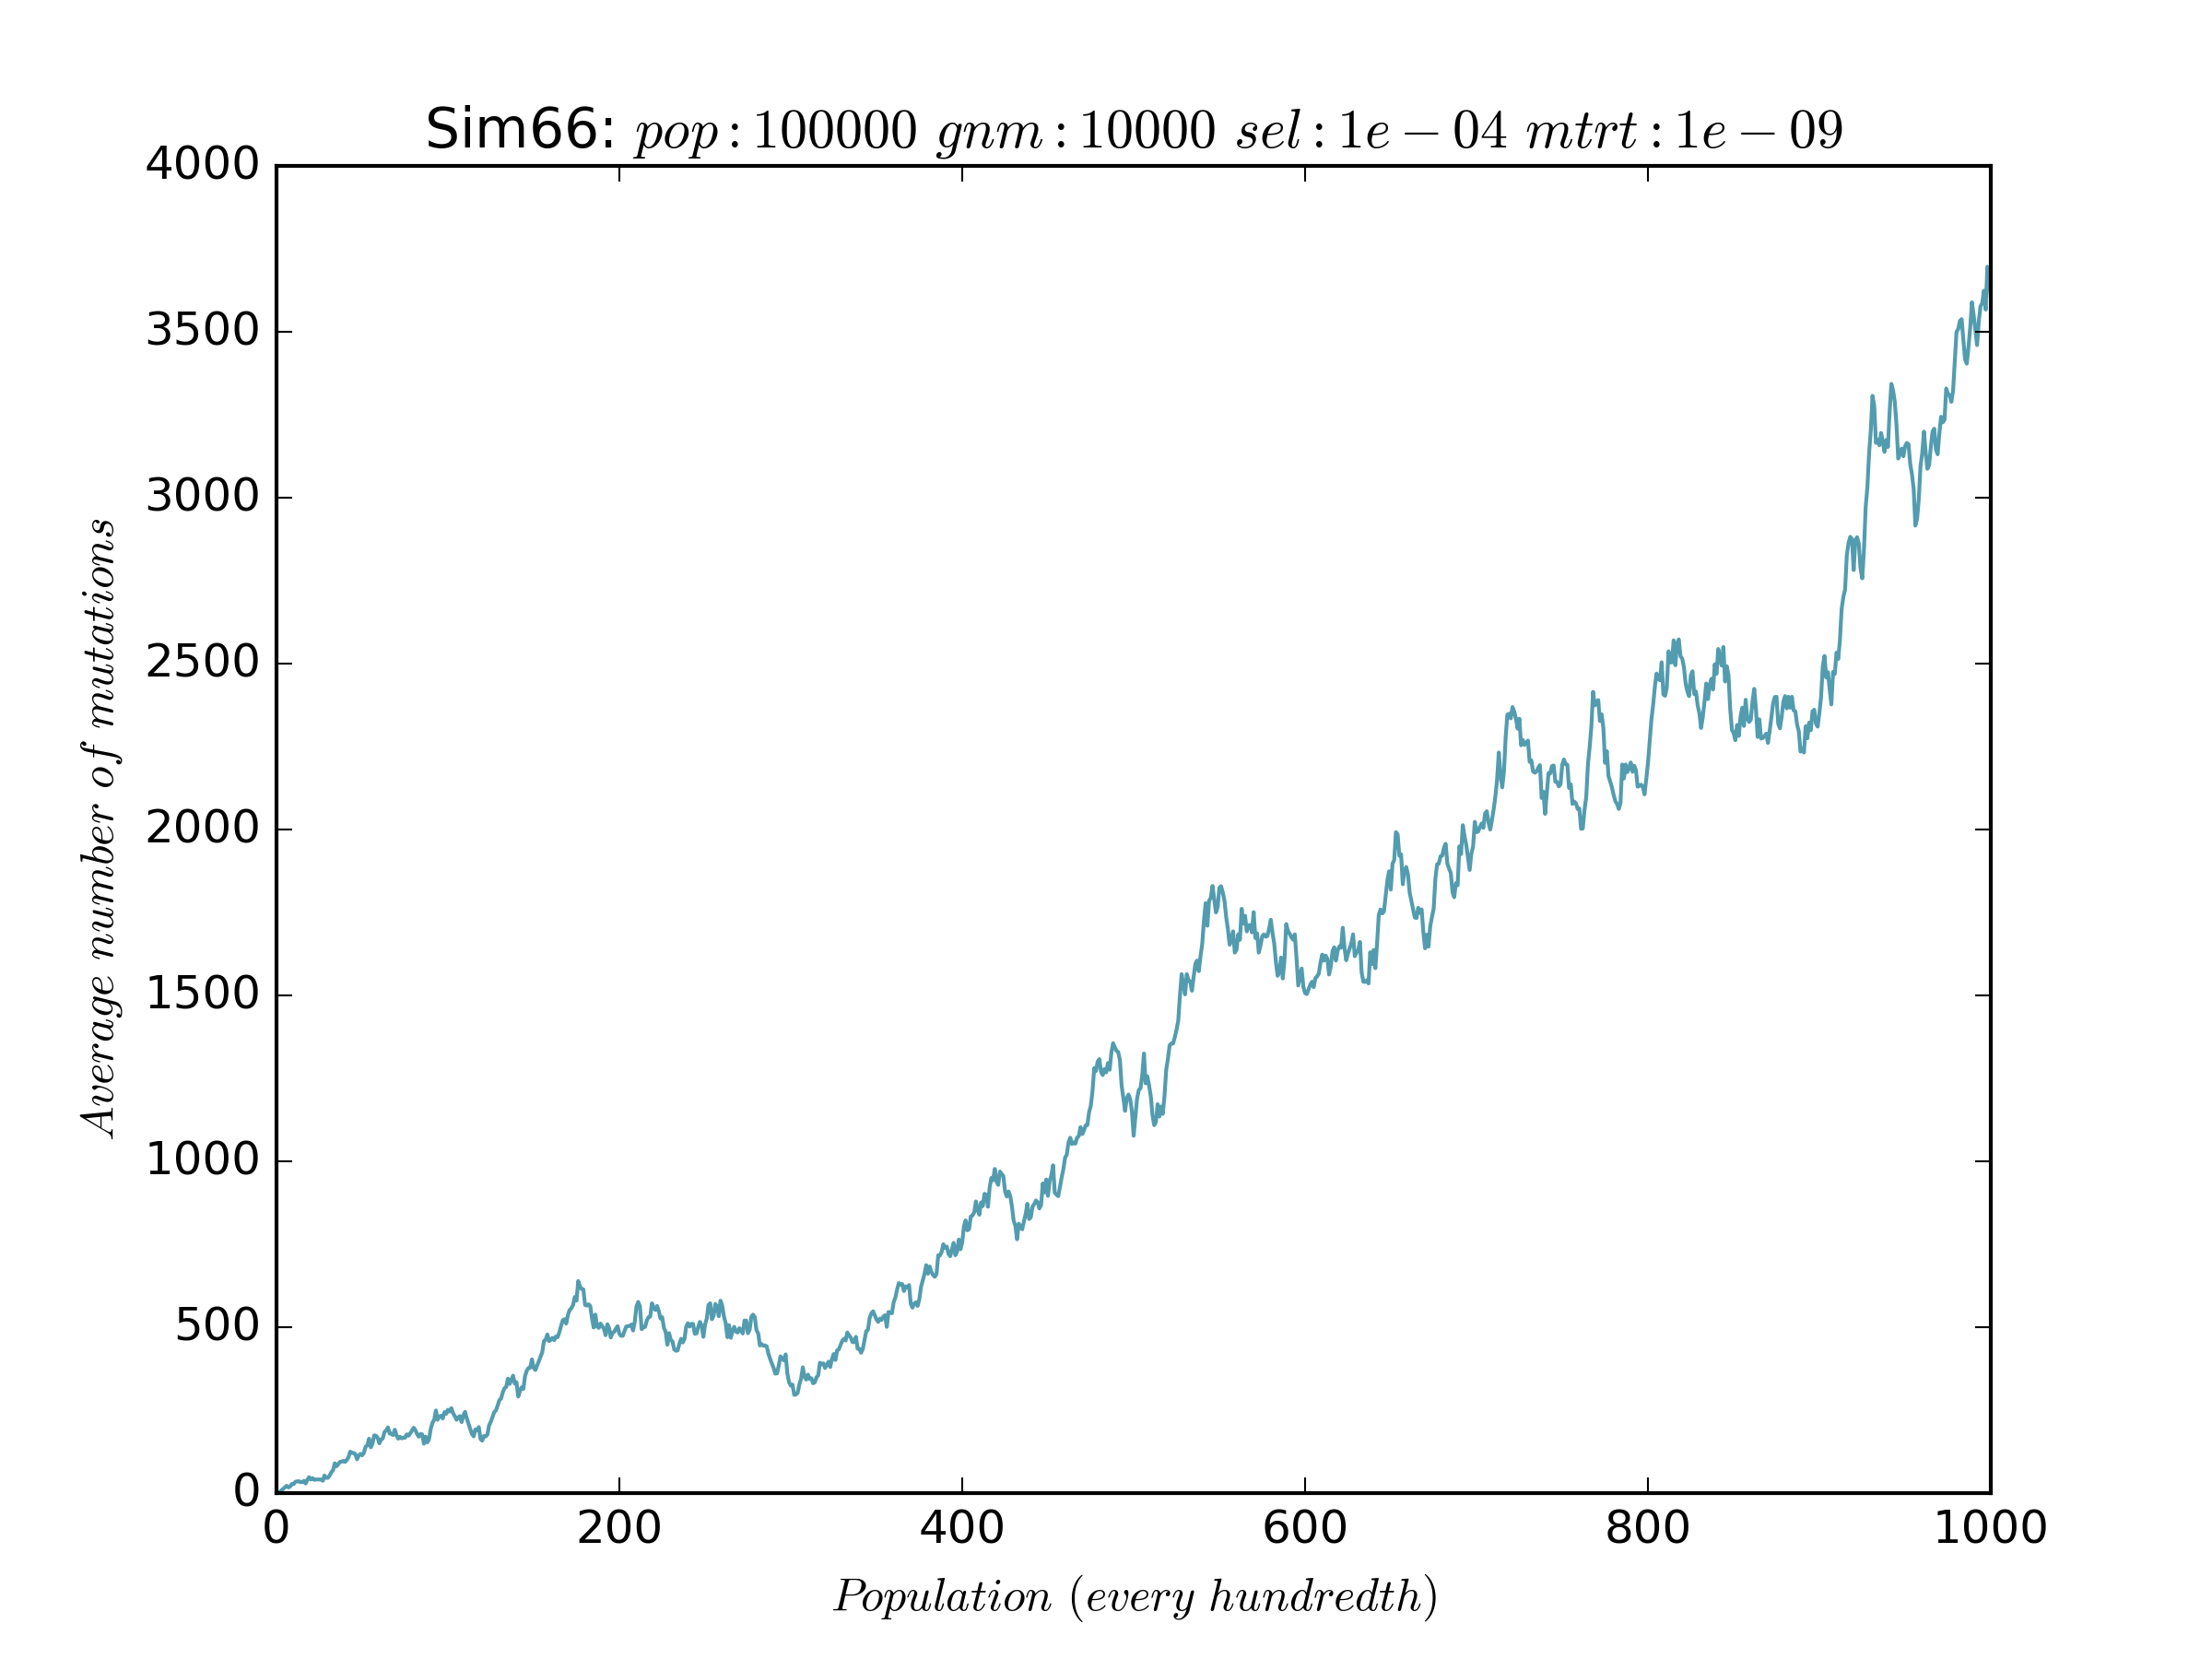 Sim66: pop : 100000 gnm : 10000 sel : 1e − 04 mtrt : 1e − 09
4000
3500
3000
2500
2000
1500
1000
500
0
Average number of mutations
0 200 400 600 800 1000
Population (every hundredth)